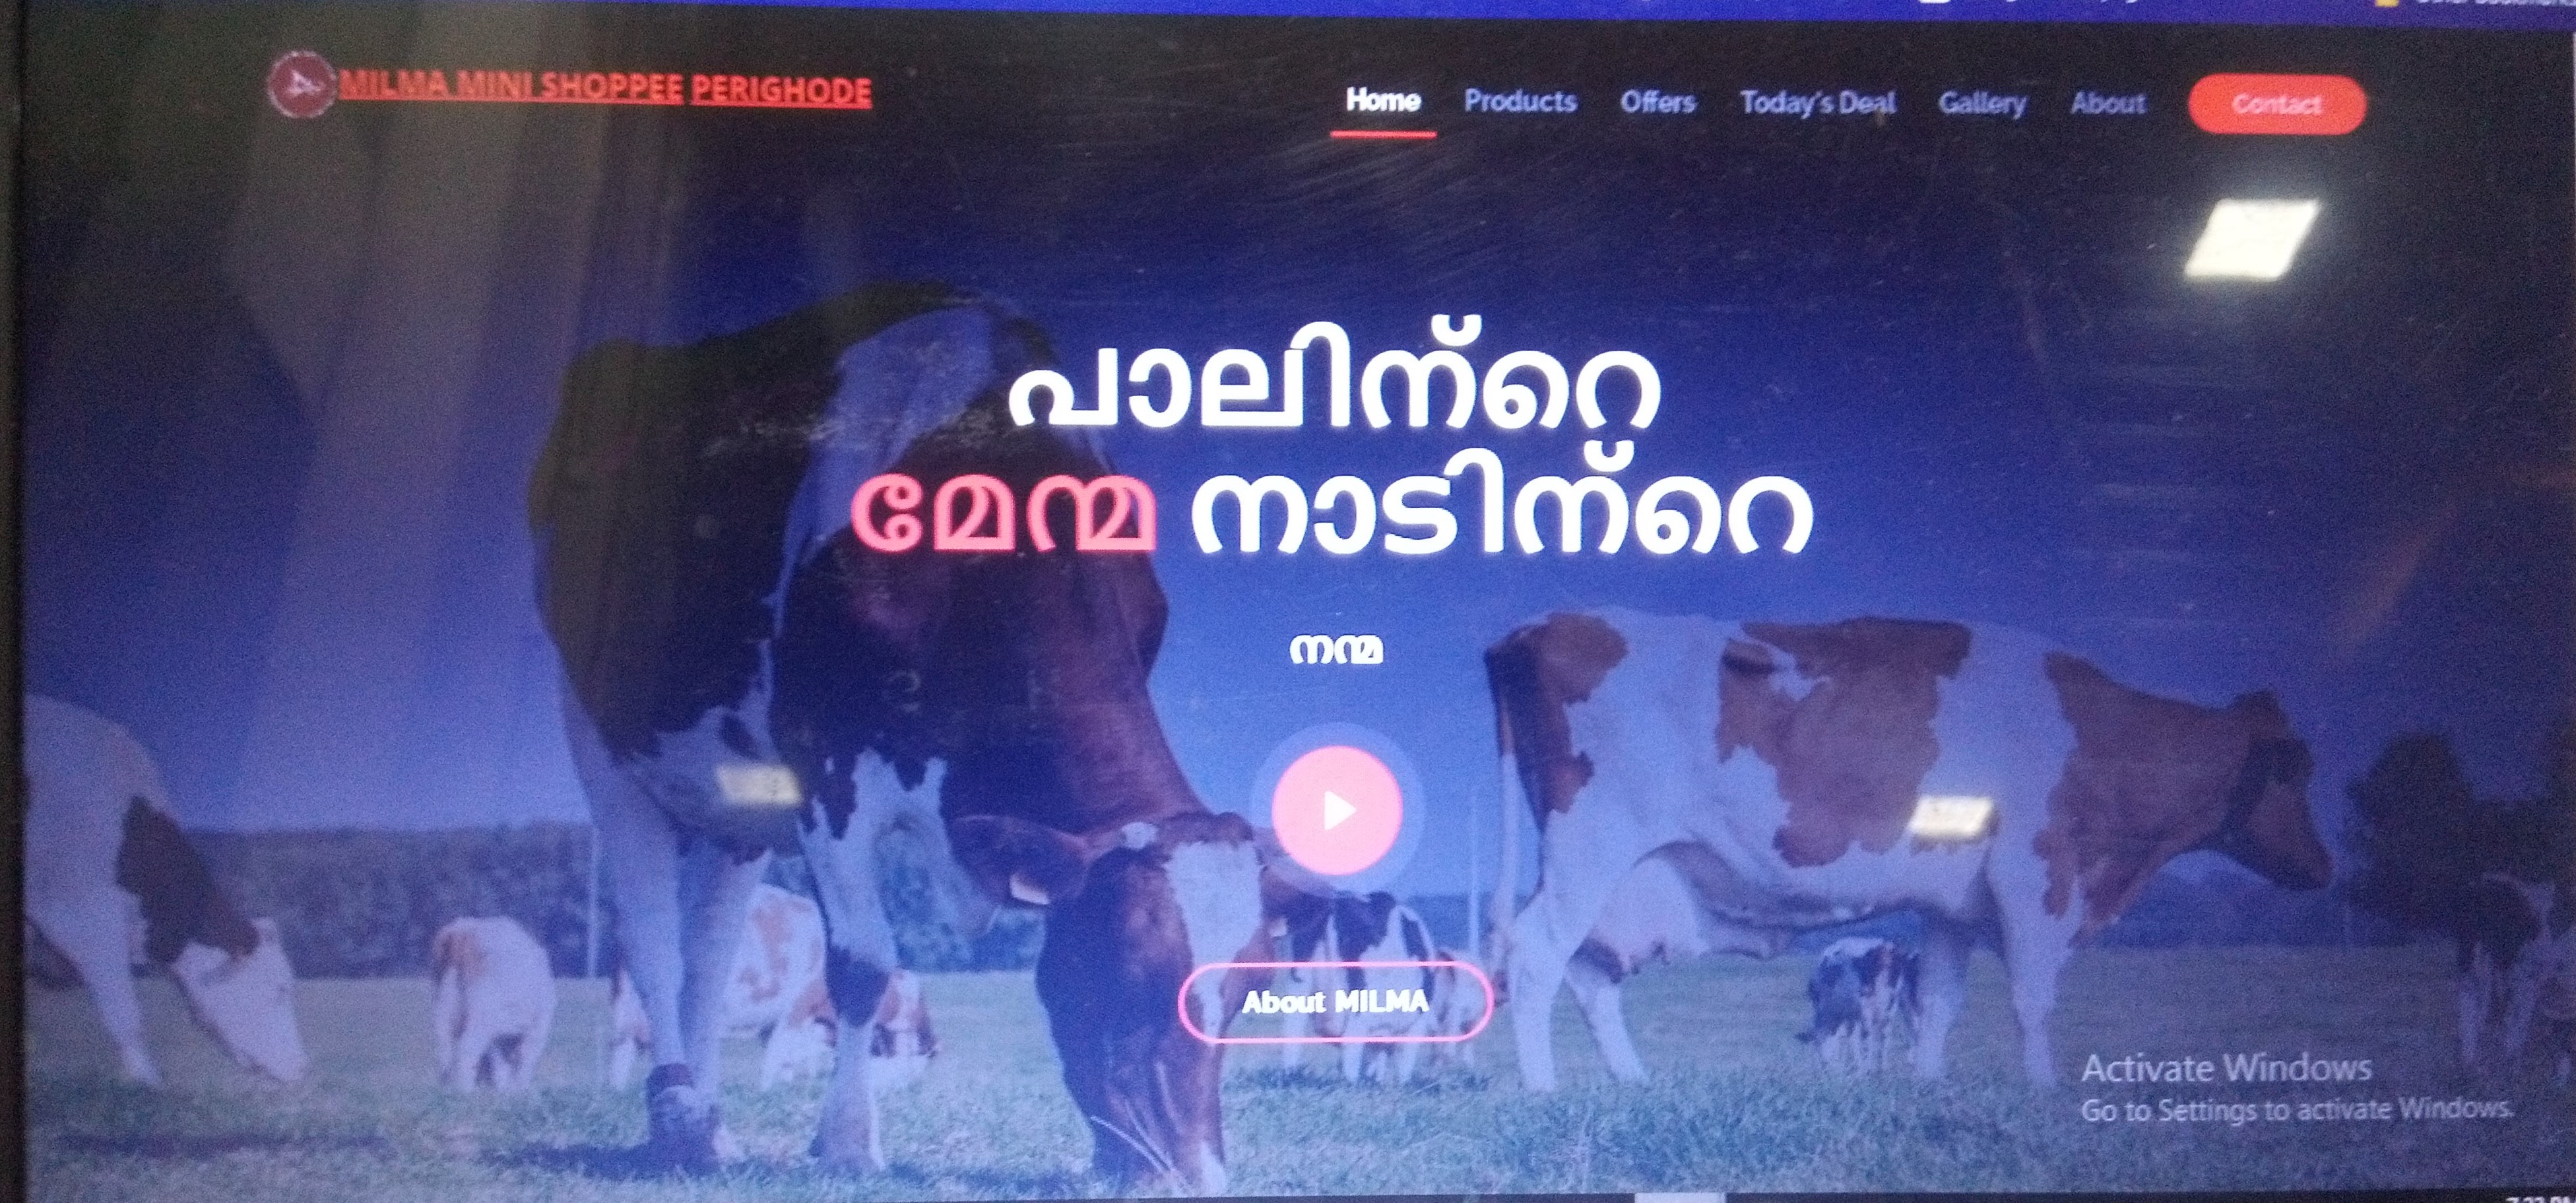 MILMA MINI SHOPPEE PERIGHODE
Home Products Offers Today's Deal Gallery About Contact
പാലിന്റെ
മേന്മ നാടിന്റെ
നന്മ
About MILMA
Activate Windows
Go to Settings to activate Windows.